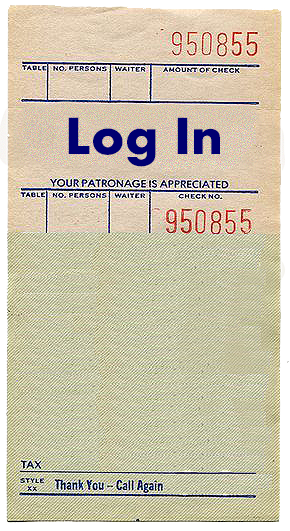 950855
TABLE NO. PERSONS WAITER AMOUNT OF CHECK
Log In
YOUR PATRONAGE IS APPRECIATED
TABLE NO. PERSONS WAITER CHECK NO.
950855
TAX
STYLE XX Thank You – Call Again